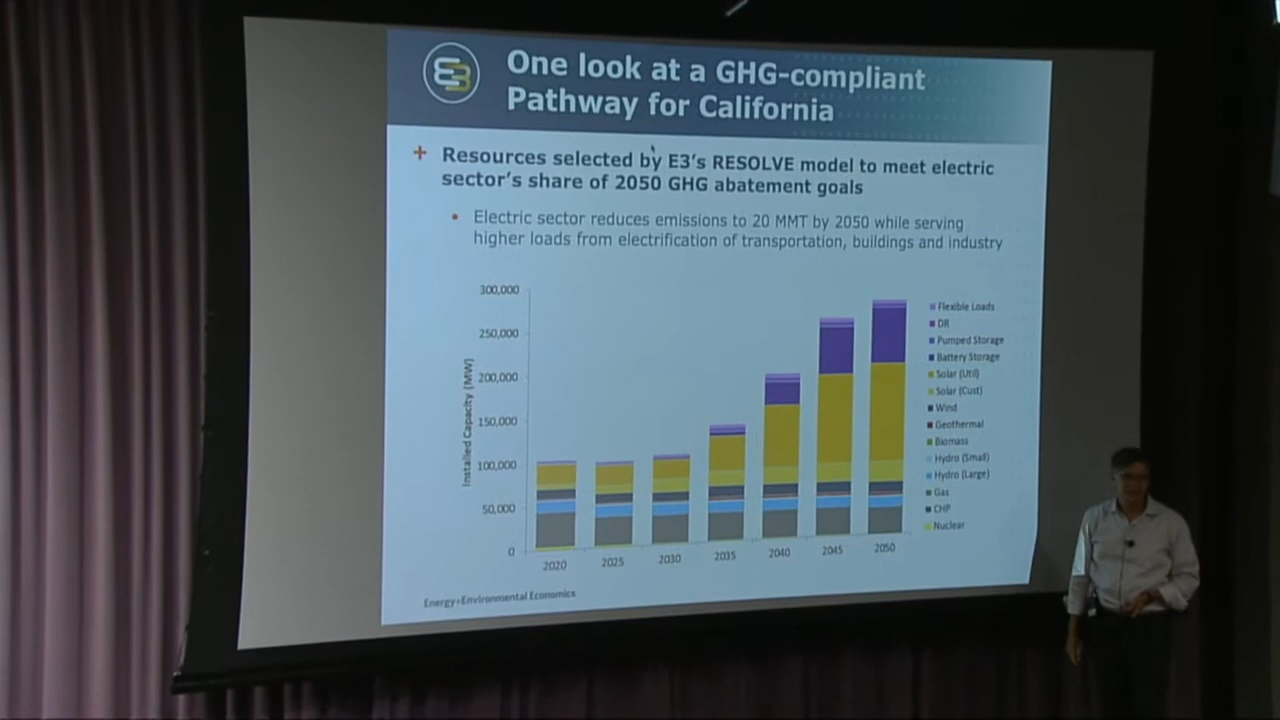 E3
One look at a GHG-compliant
Pathway for California
+ Resources selected by E3's RESOLVE model to meet electric
sector's share of 2050 GHG abatement goals
• Electric sector reduces emissions to 20 MMT by 2050 while serving
higher loads from electrification of transportation, buildings and industry
Installed Capacity (MW)
300,000
250,000
200,000
150,000
100,000
50,000
0
2020 2025 2030 2035 2040 2045 2050
Flexible Loads
DR
Pumped Storage
Battery Storage
Solar (Util)
Solar (Cust)
Wind
Geothermal
Biomass
Hydro (Small)
Hydro (Large)
Gas
CHP
Nuclear
Energy+Environmental Economics